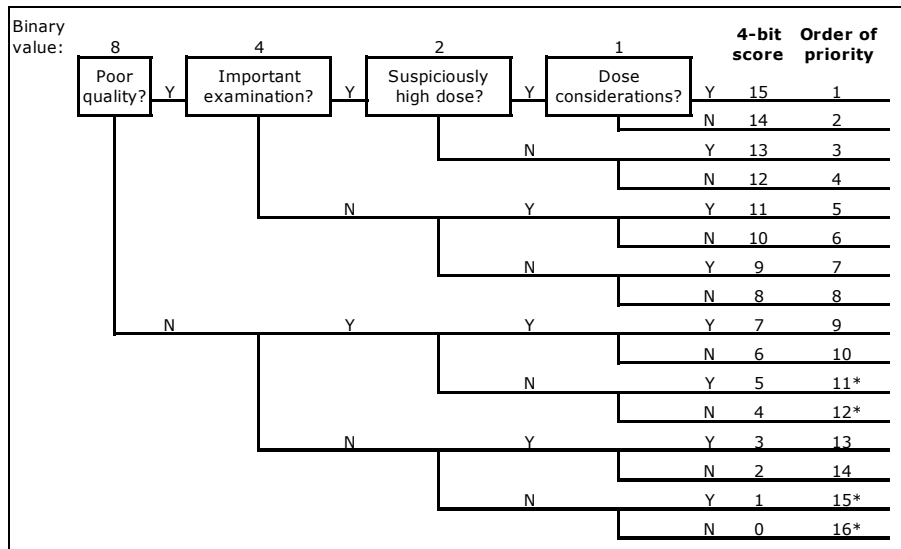 Binary
value: 8 4 2 1 4-bit score Order of priority
Poor quality? Y Important examination? Y Suspiciously high dose? Y Dose considerations? Y 15 1
N 14 2
N Y 13 3
N 12 4
N Y Y 11 5
N 10 6
N Y 9 7
N 8 8
N Y Y Y 7 9
N 6 10
N Y 5 11*
N 4 12*
N Y Y 3 13
N 2 14
N Y 1 15*
N 0 16*